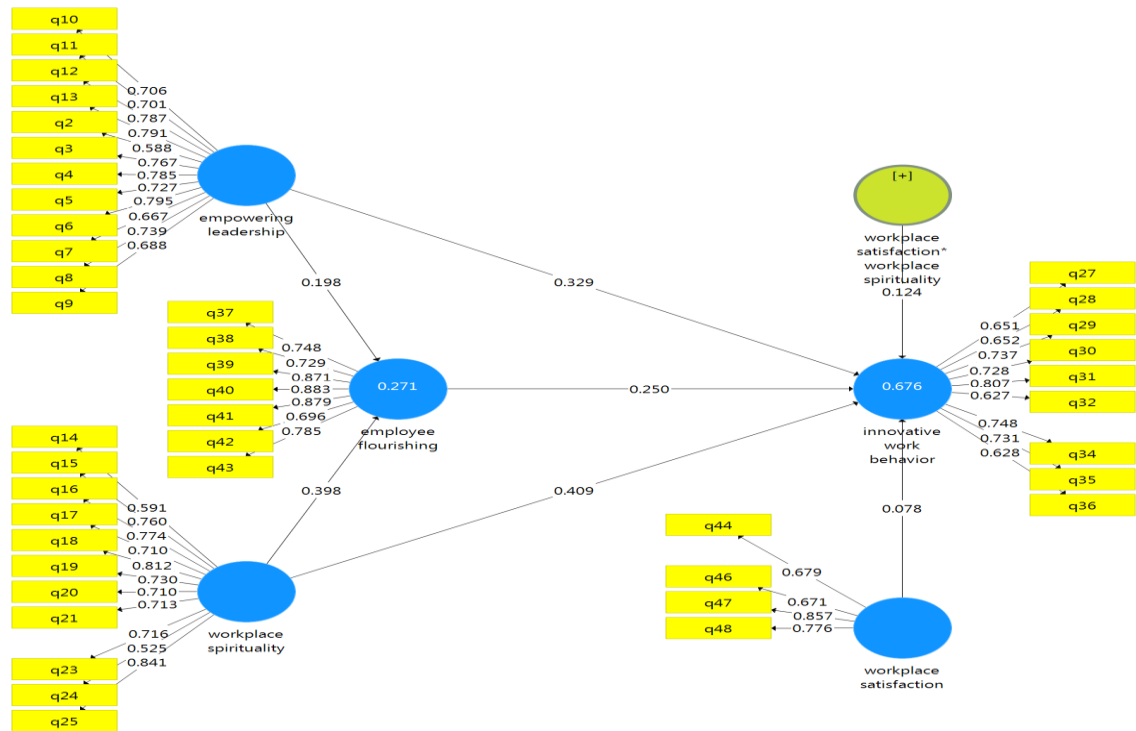 q10
q11
q12
q13
q2
q3
q4
q5
q6
q7
q8
q9
0.706
0.701
0.787
0.791
0.588
0.767
0.785
0.727
0.795
0.667
0.739
0.688
empowering
leadership
[+]
workplace
satisfaction*
workplace
spirituality
0.124
0.198
0.329
q37
q38
q39
q40
q41
q42
q43
0.748
0.729
0.871
0.883
0.879
0.696
0.785
0.271
employee
flourishing
0.250
0.676
innovative
work
behavior
q27
q28
q29
q30
q31
q32
q34
q35
q36
0.651
0.652
0.737
0.728
0.807
0.627
0.748
0.731
0.628
q14
q15
q16
q17
q18
q19
q20
q21
q23
q24
q25
0.591
0.760
0.774
0.710
0.812
0.730
0.710
0.713
0.716
0.525
0.841
workplace
spirituality
0.398
0.409
0.078
q44
q46
q47
q48
0.679
0.671
0.857
0.776
workplace
satisfaction